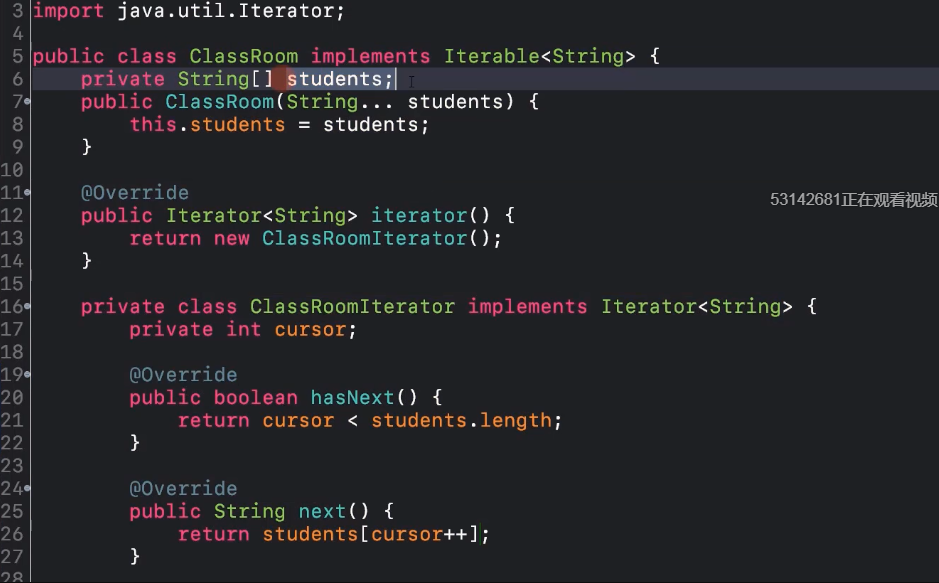 3 import java.util.Iterator;
4
5 public class ClassRoom implements Iterable<String> {
6 private String[] students;
7 public ClassRoom(String... students) {
8 this.students = students;
9 }
10
11 @Override
12 public Iterator<String> iterator() {
13 return new ClassRoomIterator();
14 }
15
16 private class ClassRoomIterator implements Iterator<String> {
17 private int cursor;
18
19 @Override
20 public boolean hasNext() {
21 return cursor < students.length;
22 }
23
24 @Override
25 public String next() {
26 return students[cursor++];
27 }
28
53142681正在观看视频